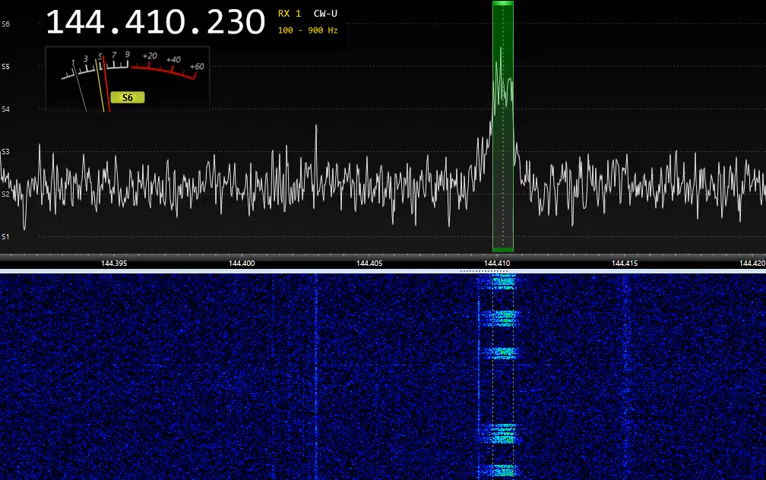 144.410.230 RX 1 CW-U
100 - 900 Hz
1 3 5 7 9 +20 +40 +60
S6
S6
S5
S4
S3
S2
S1
144.395 144.400 144.405 144.410 144.415 144.420